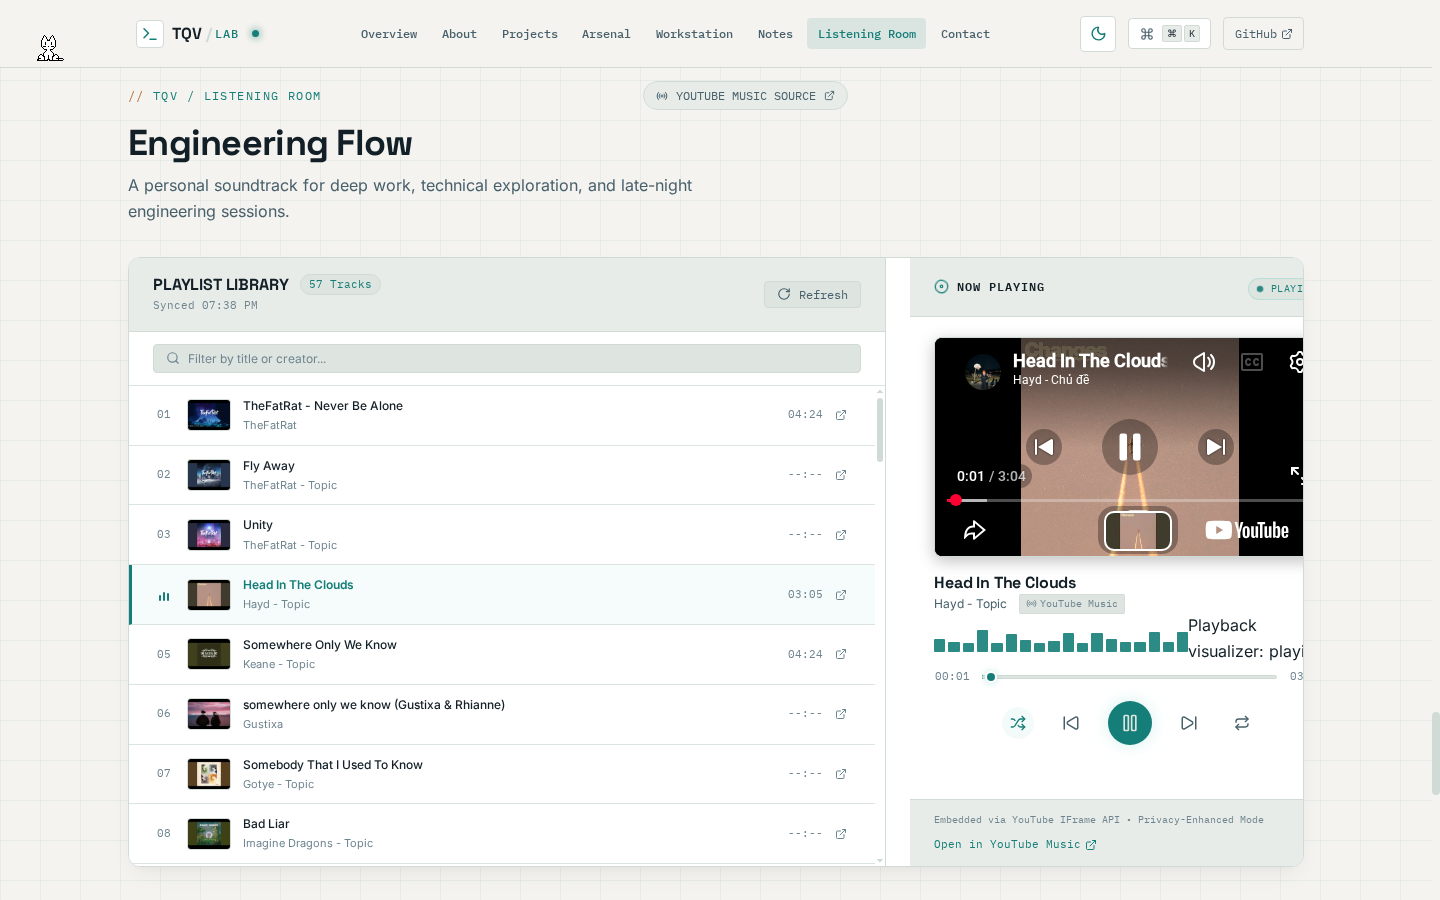 TQV / LAB
Overview
About
Projects
Arsenal
Workstation
Notes
Listening Room
Contact
⌘ K
GitHub
// TQV / LISTENING ROOM
YOUTUBE MUSIC SOURCE
Engineering Flow
A personal soundtrack for deep work, technical exploration, and late-night
engineering sessions.
PLAYLIST LIBRARY
57 Tracks
Synced 07:38 PM
Refresh
Filter by title or creator...
01
TheFatRat - Never Be Alone
TheFatRat
04:24
02
Fly Away
TheFatRat - Topic
--:--
03
Unity
TheFatRat - Topic
--:--
Head In The Clouds
Hayd - Topic
03:05
05
Somewhere Only We Know
Keane - Topic
04:24
06
somewhere only we know (Gustixa & Rhianne)
Gustixa
--:--
07
Somebody That I Used To Know
Gotye - Topic
--:--
08
Bad Liar
Imagine Dragons - Topic
--:--
NOW PLAYING
PLAYI
Changes
Head In The Clouds
Hayd - Chủ đề
CC
0:01 / 3:04
YouTube
Head In The Clouds
Hayd - Topic
YouTube Music
Playback
visualizer: playi
00:01
03
Embedded via YouTube IFrame API • Privacy-Enhanced Mode
Open in YouTube Music